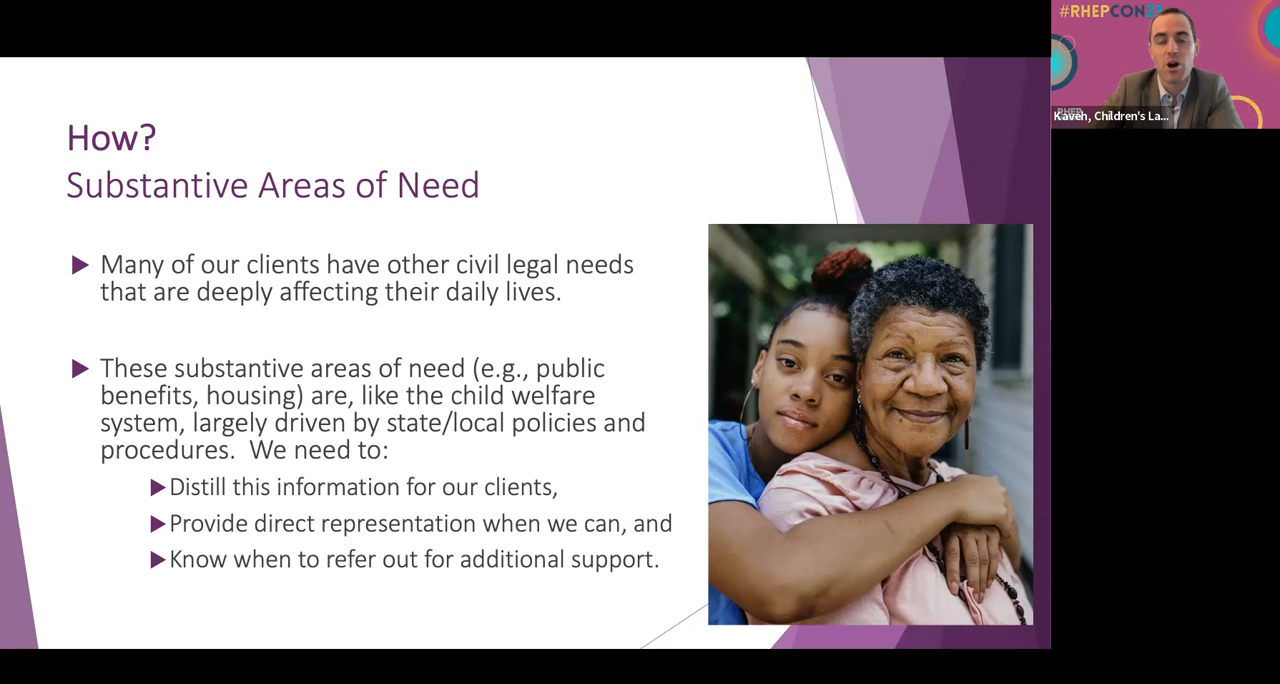 How?
Substantive Areas of Need
Many of our clients have other civil legal needs
that are deeply affecting their daily lives.
These substantive areas of need (e.g., public
benefits, housing) are, like the child welfare
system, largely driven by state/local policies and
procedures.  We need to:
Distill this information for our clients,
Provide direct representation when we can, and
Know when to refer out for additional support.
#RHEPCON
RHEP
Kaven, Children's La...